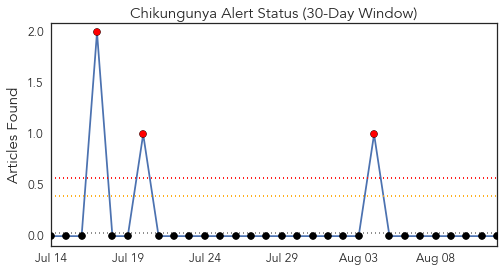 Chikungunya Alert Status (30-Day Window)
Articles Found
2.0
1.5
1.0
0.5
0.0
Jul 14 Jul 19 Jul 24 Jul 29 Aug 03 Aug 08